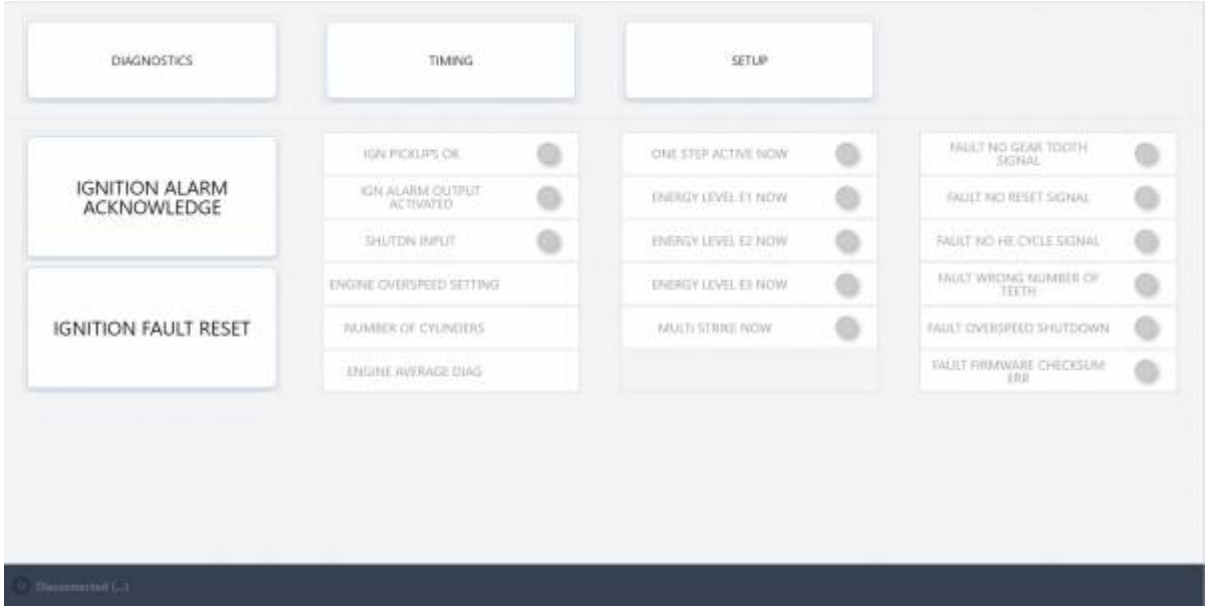 DIAGNOSTICS
TIMING
SETUP
IGNITION ALARM
ACKNOWLEDGE
IGNITION FAULT RESET
IGN PICKUPS OK
IGN ALARM OUTPUT
ACTIVATED
SHUTDN INPUT
ENGINE OVERSPEED SETTING
NUMBER OF CYLINDERS
ENGINE AVERAGE DIAG
ONE STEP ACTIVE NOW
ENERGY LEVEL E1 NOW
ENERGY LEVEL E2 NOW
ENERGY LEVEL E3 NOW
MULTI STRIKE NOW
FAULT NO GEAR TOOTH
SIGNAL
FAULT NO RESET SIGNAL
FAULT NO HE CYCLE SIGNAL
FAULT WRONG NUMBER OF
TEETH
FAULT OVERSPEED SHUTDOWN
FAULT FIRMWARE CHECKSUM
ERR
Disconnected (...)